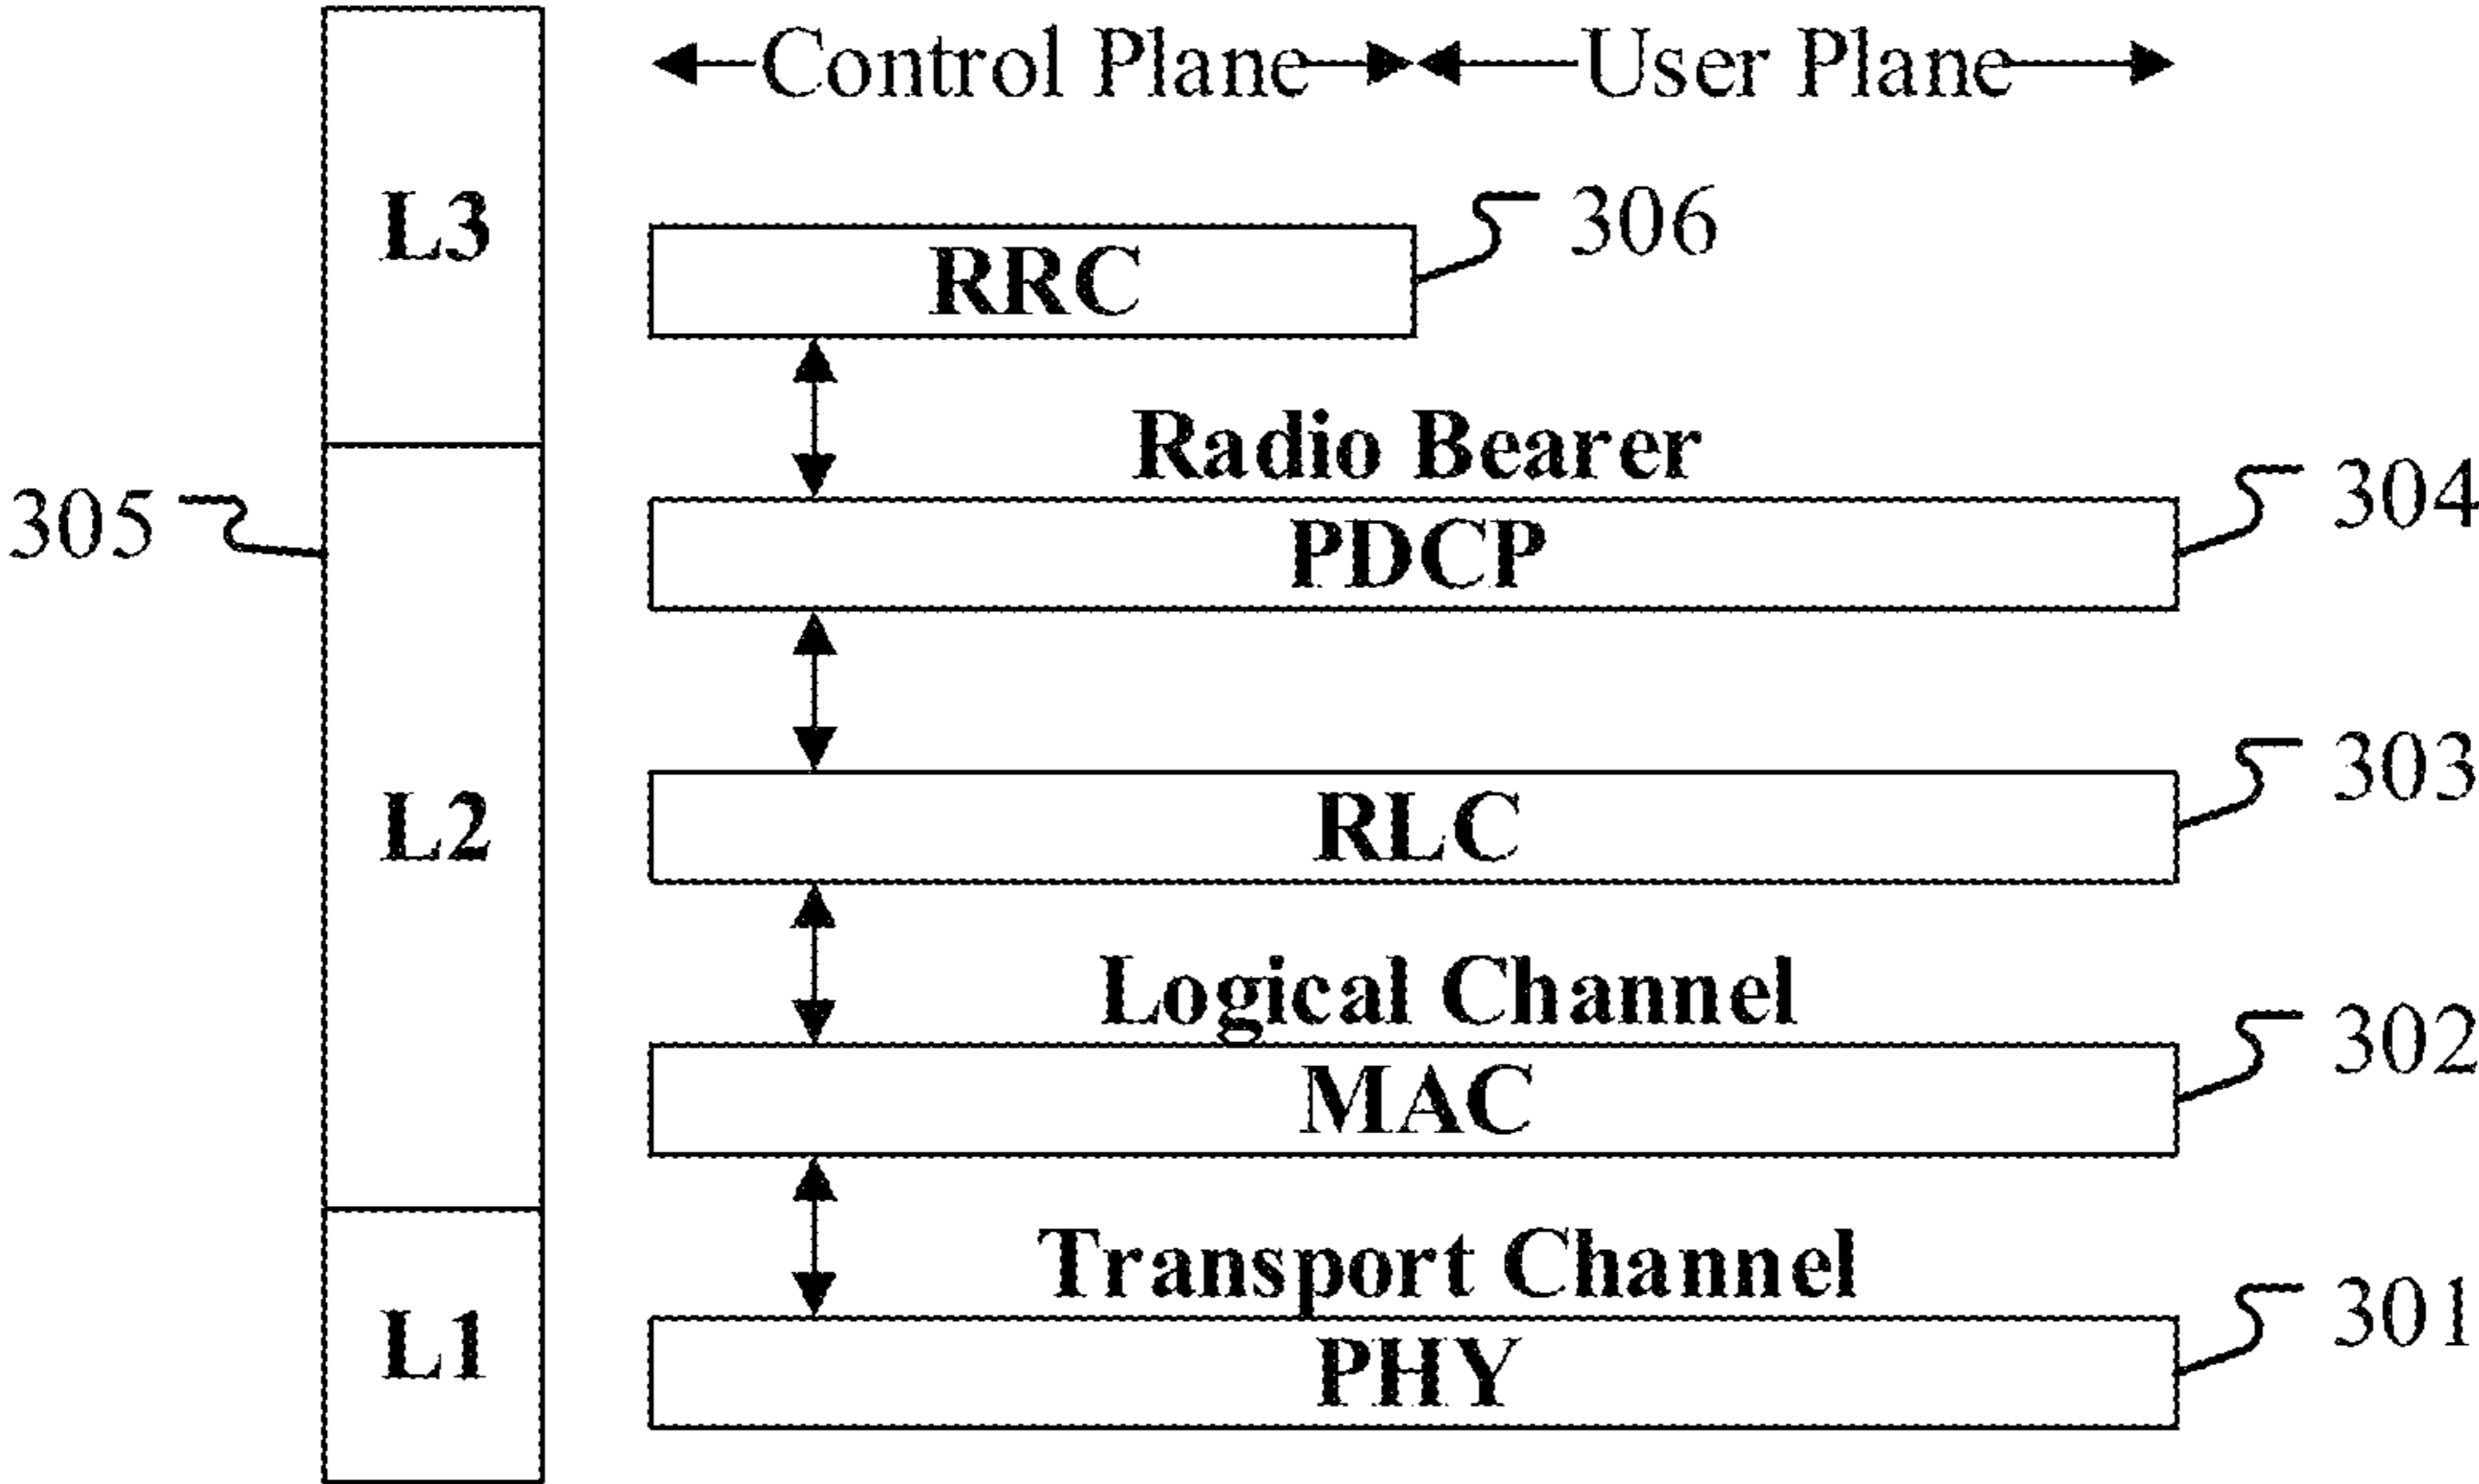 Control Plane User Plane
L3
306
RRC
Radio Bearer
304
305
PDCP
303
L2
RLC
Logical Channel
302
MAC
Transport Channel
301
L1
PHY